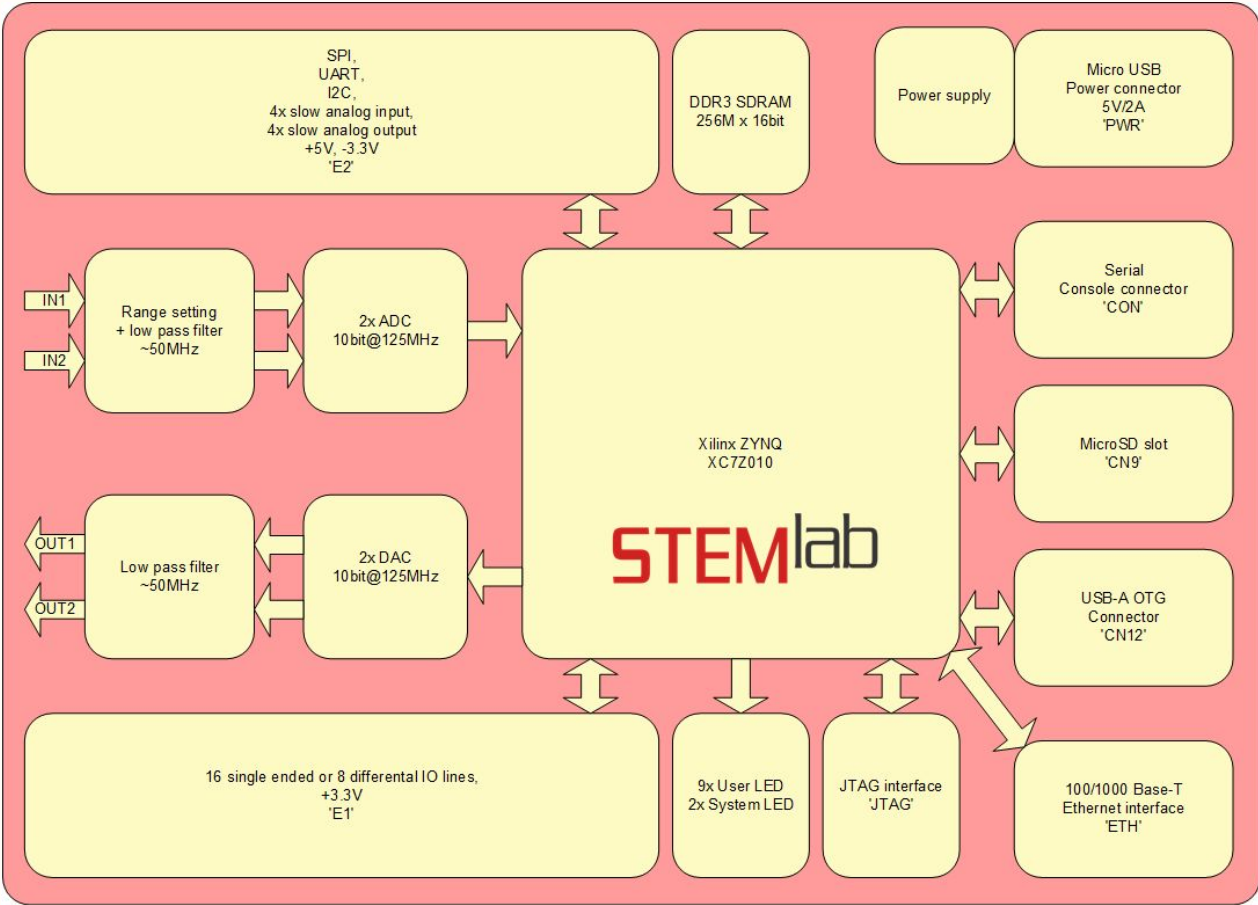 SPI,
UART,
I2C,
4x slow analog input,
4x slow analog output
+5V, -3.3V
'E2'
DDR3 SDRAM
256M x 16bit
Power supply
Micro USB
Power connector
5V/2A
'PWR'
IN1
IN2
Range setting
+ low pass filter
~50MHz
2x ADC
10bit@125MHz
Serial
Console connector
'CON'
Xilinx ZYNQ
XC7Z010
STEMlab
MicroSD slot
'CN9'
OUT1
OUT2
Low pass filter
~50MHz
2x DAC
10bit@125MHz
USB-A OTG
Connector
'CN12'
16 single ended or 8 differental IO lines,
+3.3V
'E1'
9x User LED
2x System LED
JTAG interface
'JTAG'
100/1000 Base-T
Ethernet interface
'ETH'